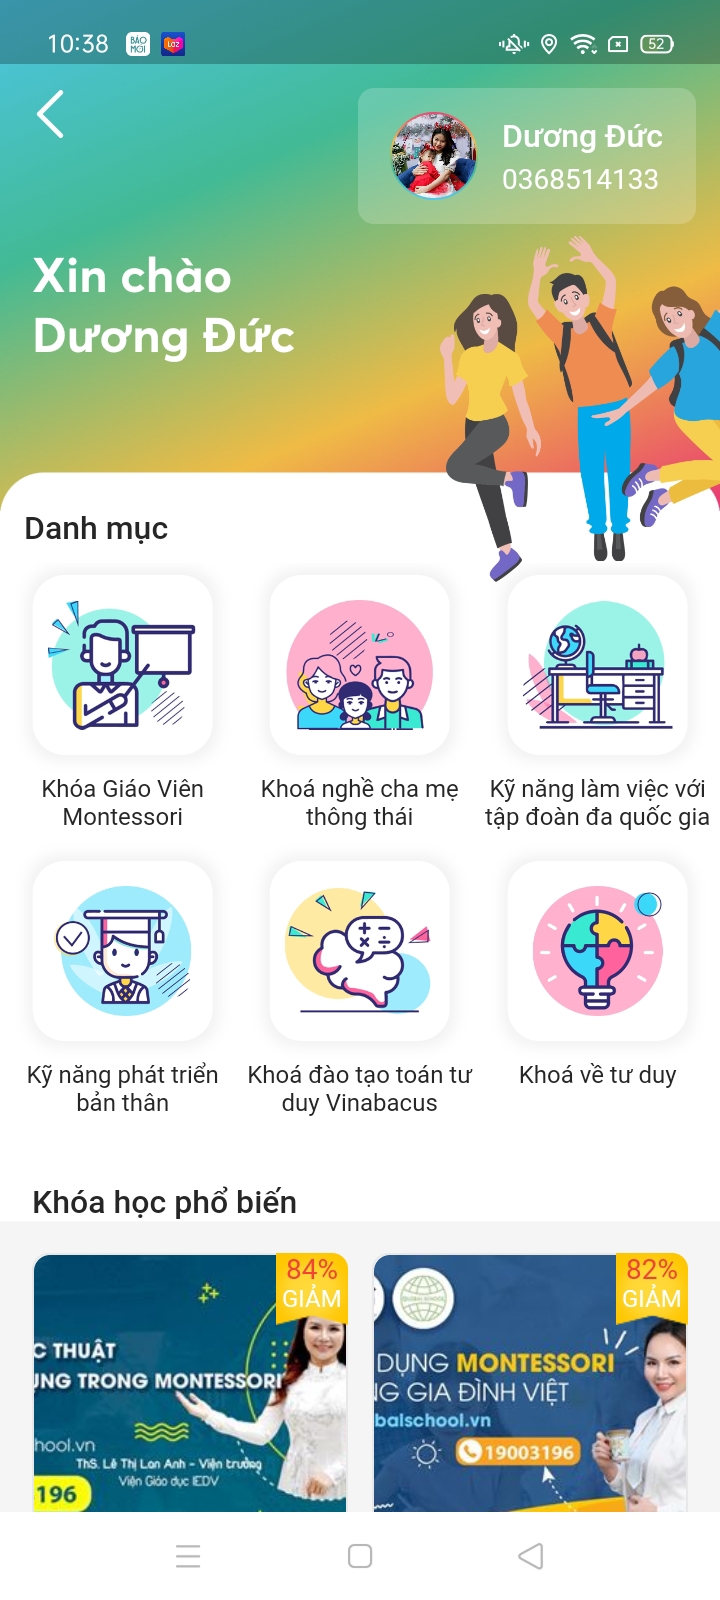 10:38
BÁO
MỚI
Laz
52
Dương Đức
0368514133
Xin chào
Dương Đức
Danh mục
Khóa Giáo Viên
Montessori
Khoá nghề cha mẹ
thông thái
Kỹ năng làm việc với
tập đoàn đa quốc gia
Kỹ năng phát triển
bản thân
Khoá đào tạo toán tư
duy Vinabacus
Khoá về tư duy
Khóa học phổ biến
84%
GIẢM
C THUẬT
ỤNG TRONG MONTESSORI
hool.vn
ThS. Lê Thị Lan Anh - Viện trưởng
Viện Giáo dục IEDV
196
82%
GIẢM
GLOBAL SCHOOL
DỤNG MONTESSORI
NG GIA ĐÌNH VIỆT
balschool.vn
19003196